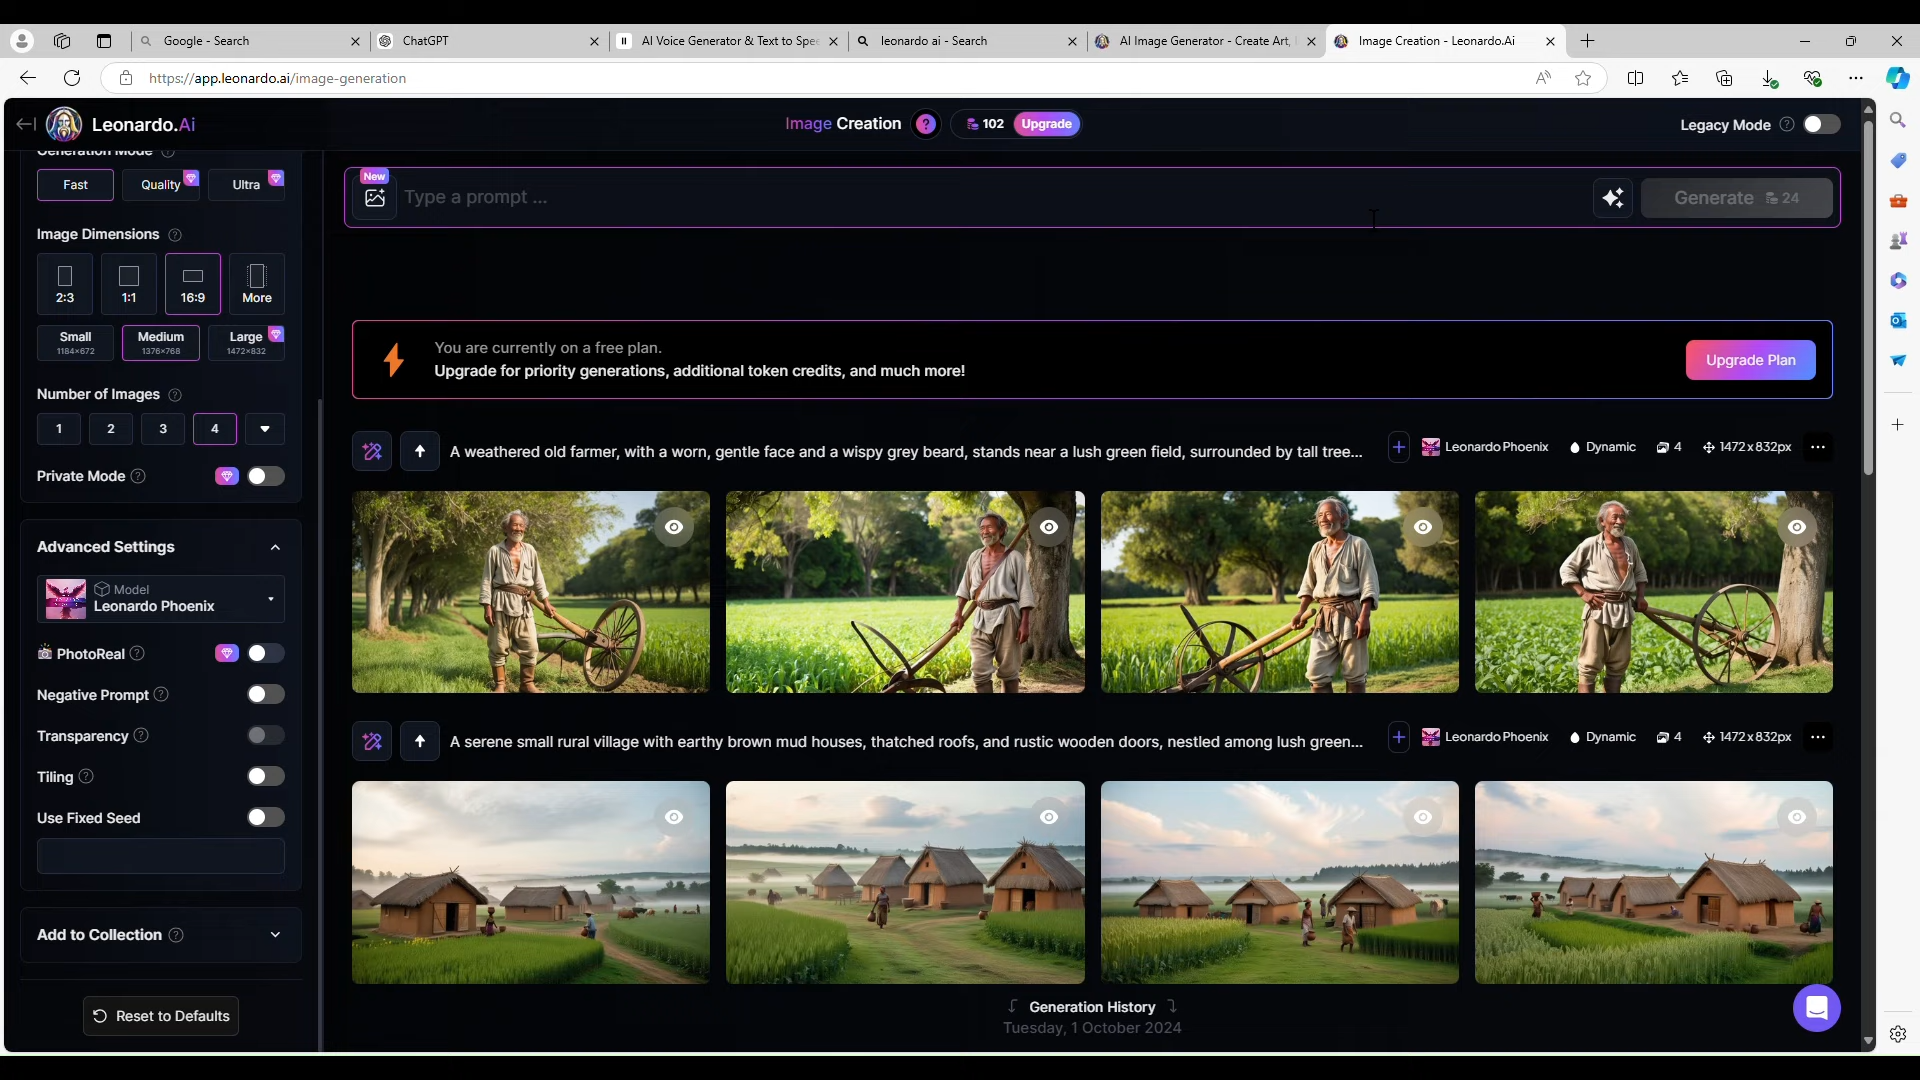 Google - Search
ChatGPT
AI Voice Generator & Text to Spee
leonardo ai - Search
AI Image Generator - Create Art,
Image Creation - Leonardo.Ai
https://app.leonardo.ai/image-generation
Leonardo.Ai
Image Creation
?
102
Upgrade
Legacy Mode
Generation Mode
Fast
Quality
Ultra
Image Dimensions
2:3
1:1
16:9
More
Small
1184×672
Medium
1376×768
Large
1472×832
Number of Images
1
2
3
4
Private Mode
Advanced Settings
Model
Leonardo Phoenix
PhotoReal
Negative Prompt
Transparency
Tiling
Use Fixed Seed
Add to Collection
Reset to Defaults
New
Type a prompt ...
Generate 24
You are currently on a free plan.
Upgrade for priority generations, additional token credits, and much more!
Upgrade Plan
A weathered old farmer, with a worn, gentle face and a wispy grey beard, stands near a lush green field, surrounded by tall tree...
Leonardo Phoenix
Dynamic
4
1472x832px
A serene small rural village with earthy brown mud houses, thatched roofs, and rustic wooden doors, nestled among lush green...
Leonardo Phoenix
Dynamic
4
1472x832px
Generation History
Tuesday, 1 October 2024